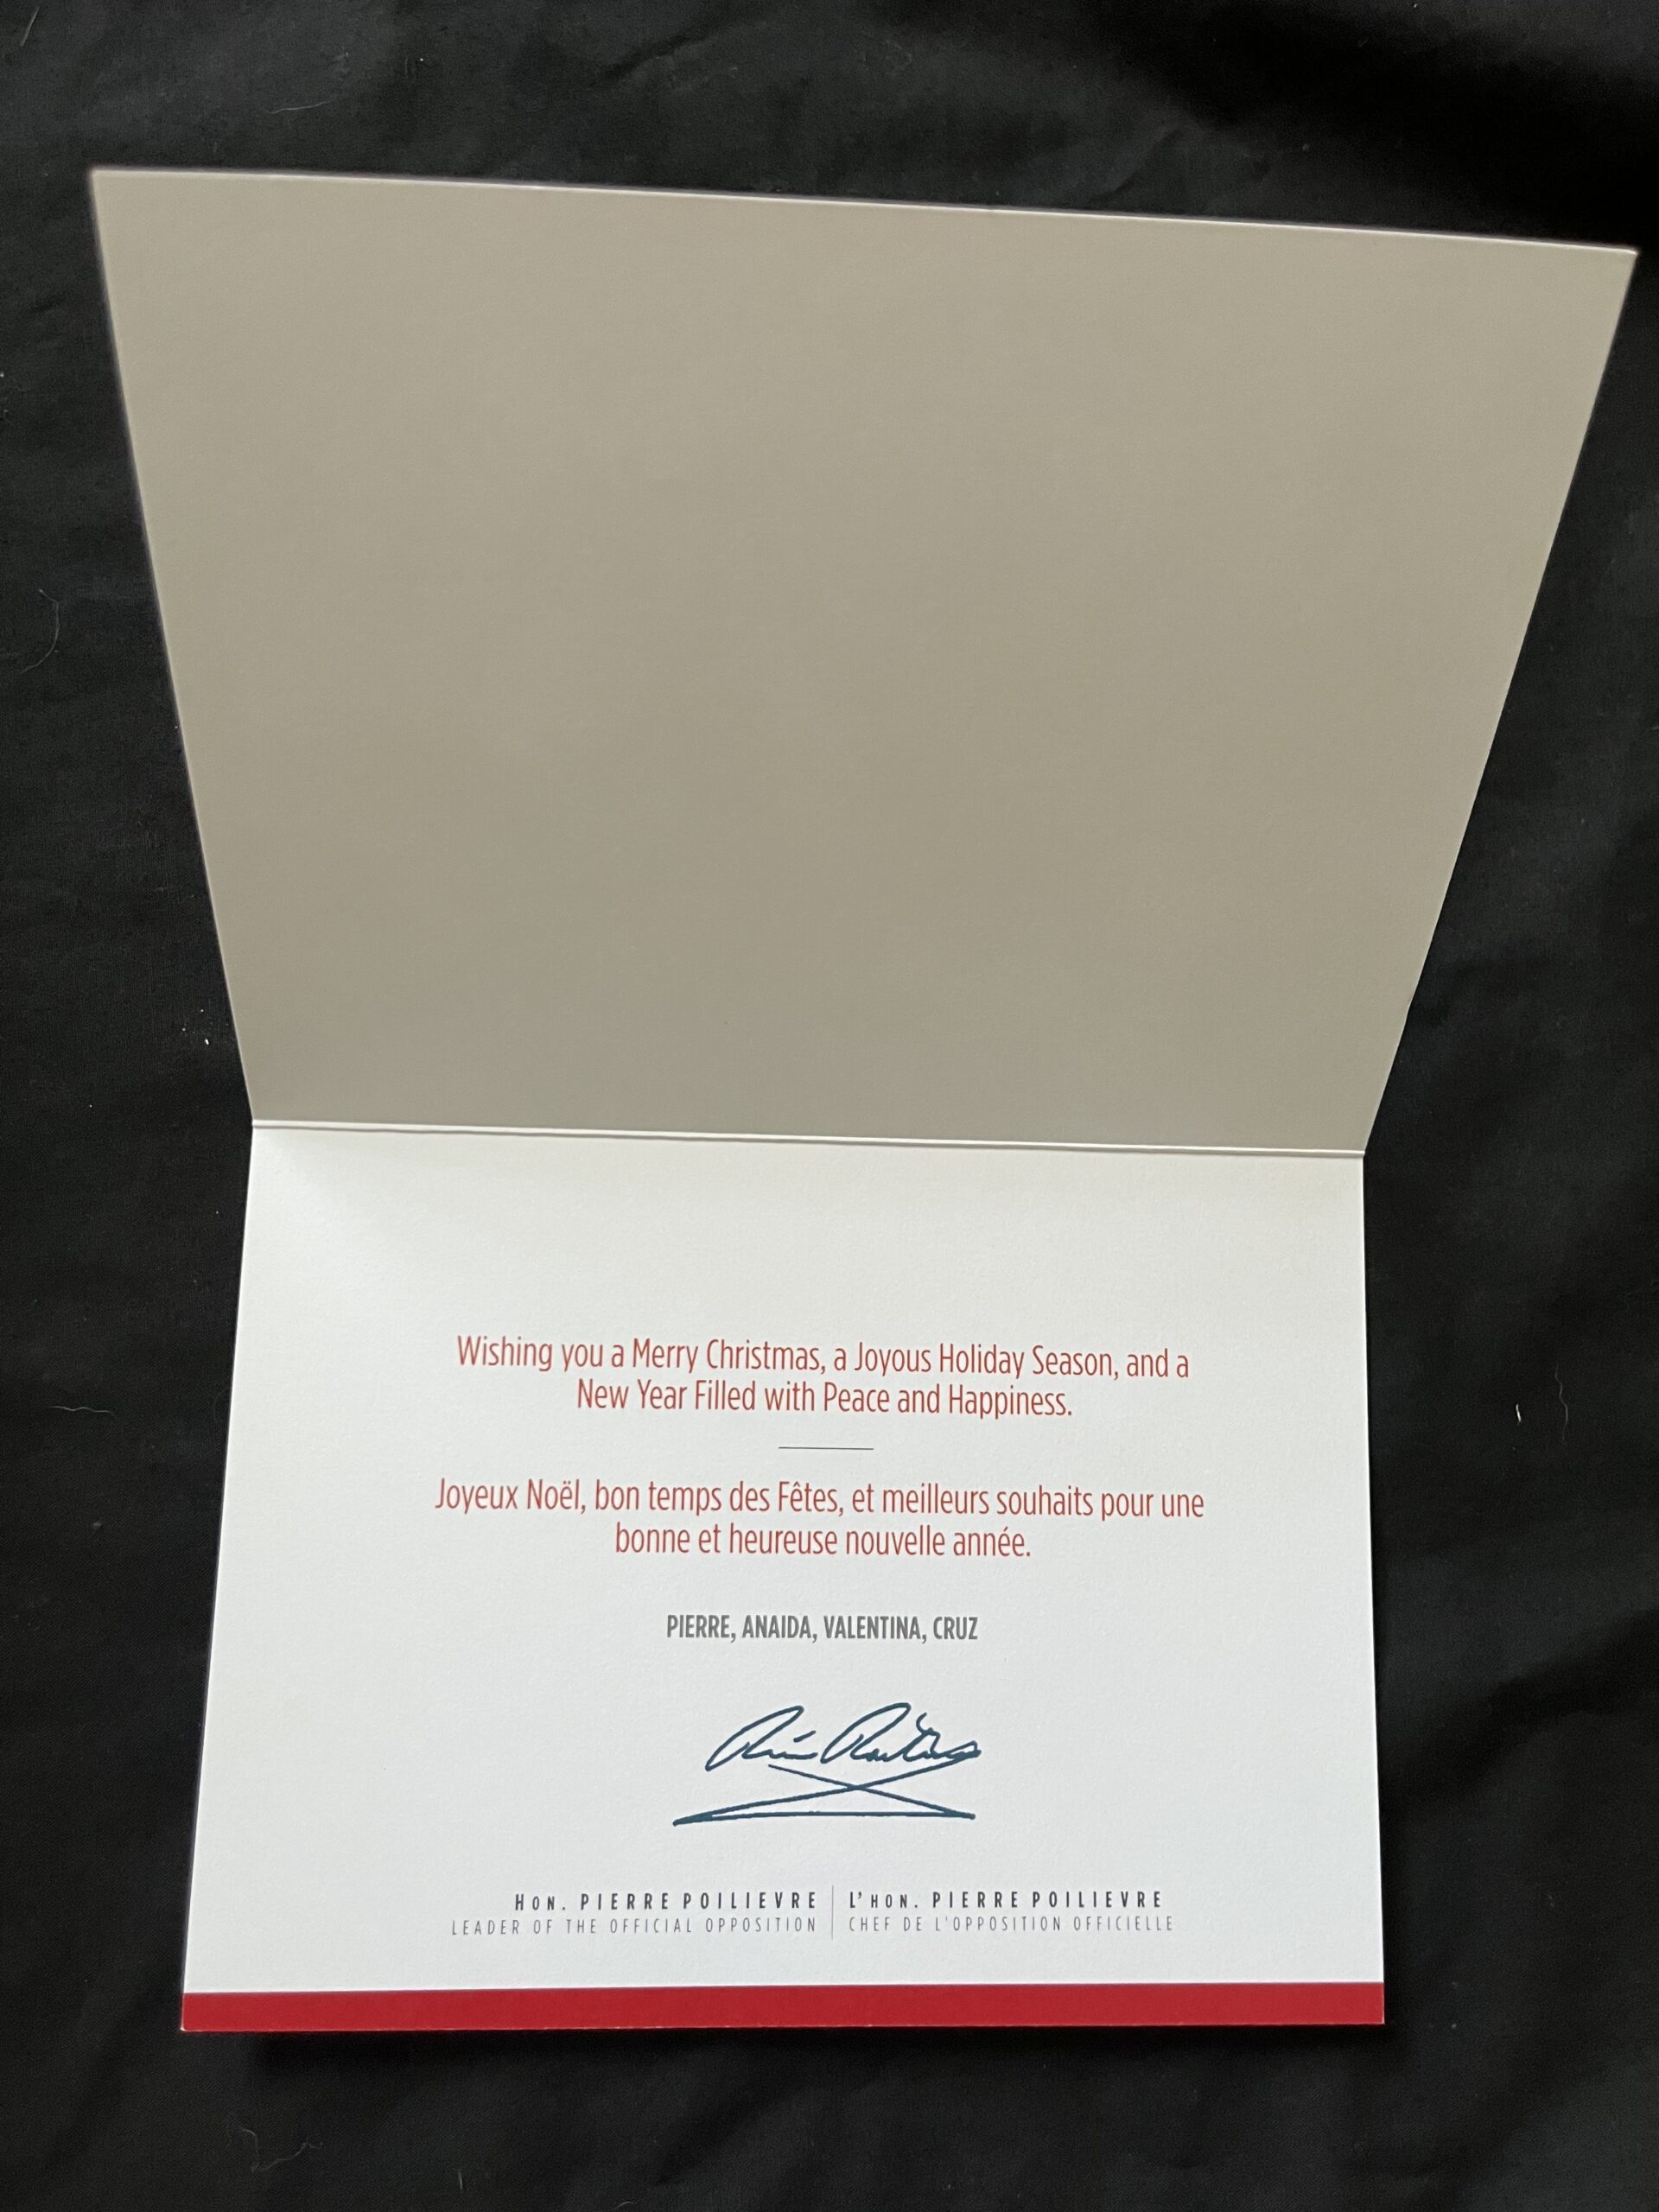 Wishing you a Merry Christmas, a Joyous Holiday Season, and a
New Year Filled with Peace and Happiness.
Joyeux Noël, bon temps des Fêtes, et meilleurs souhaits pour une
bonne et heureuse nouvelle année.
PIERRE, ANAIDA, VALENTINA, CRUZ
HON. PIERRE POILIEVRE
LEADER OF THE OFFICIAL OPPOSITION
L'HON. PIERRE POILIEVRE
CHEF DE L'OPPOSITION OFFICIELLE